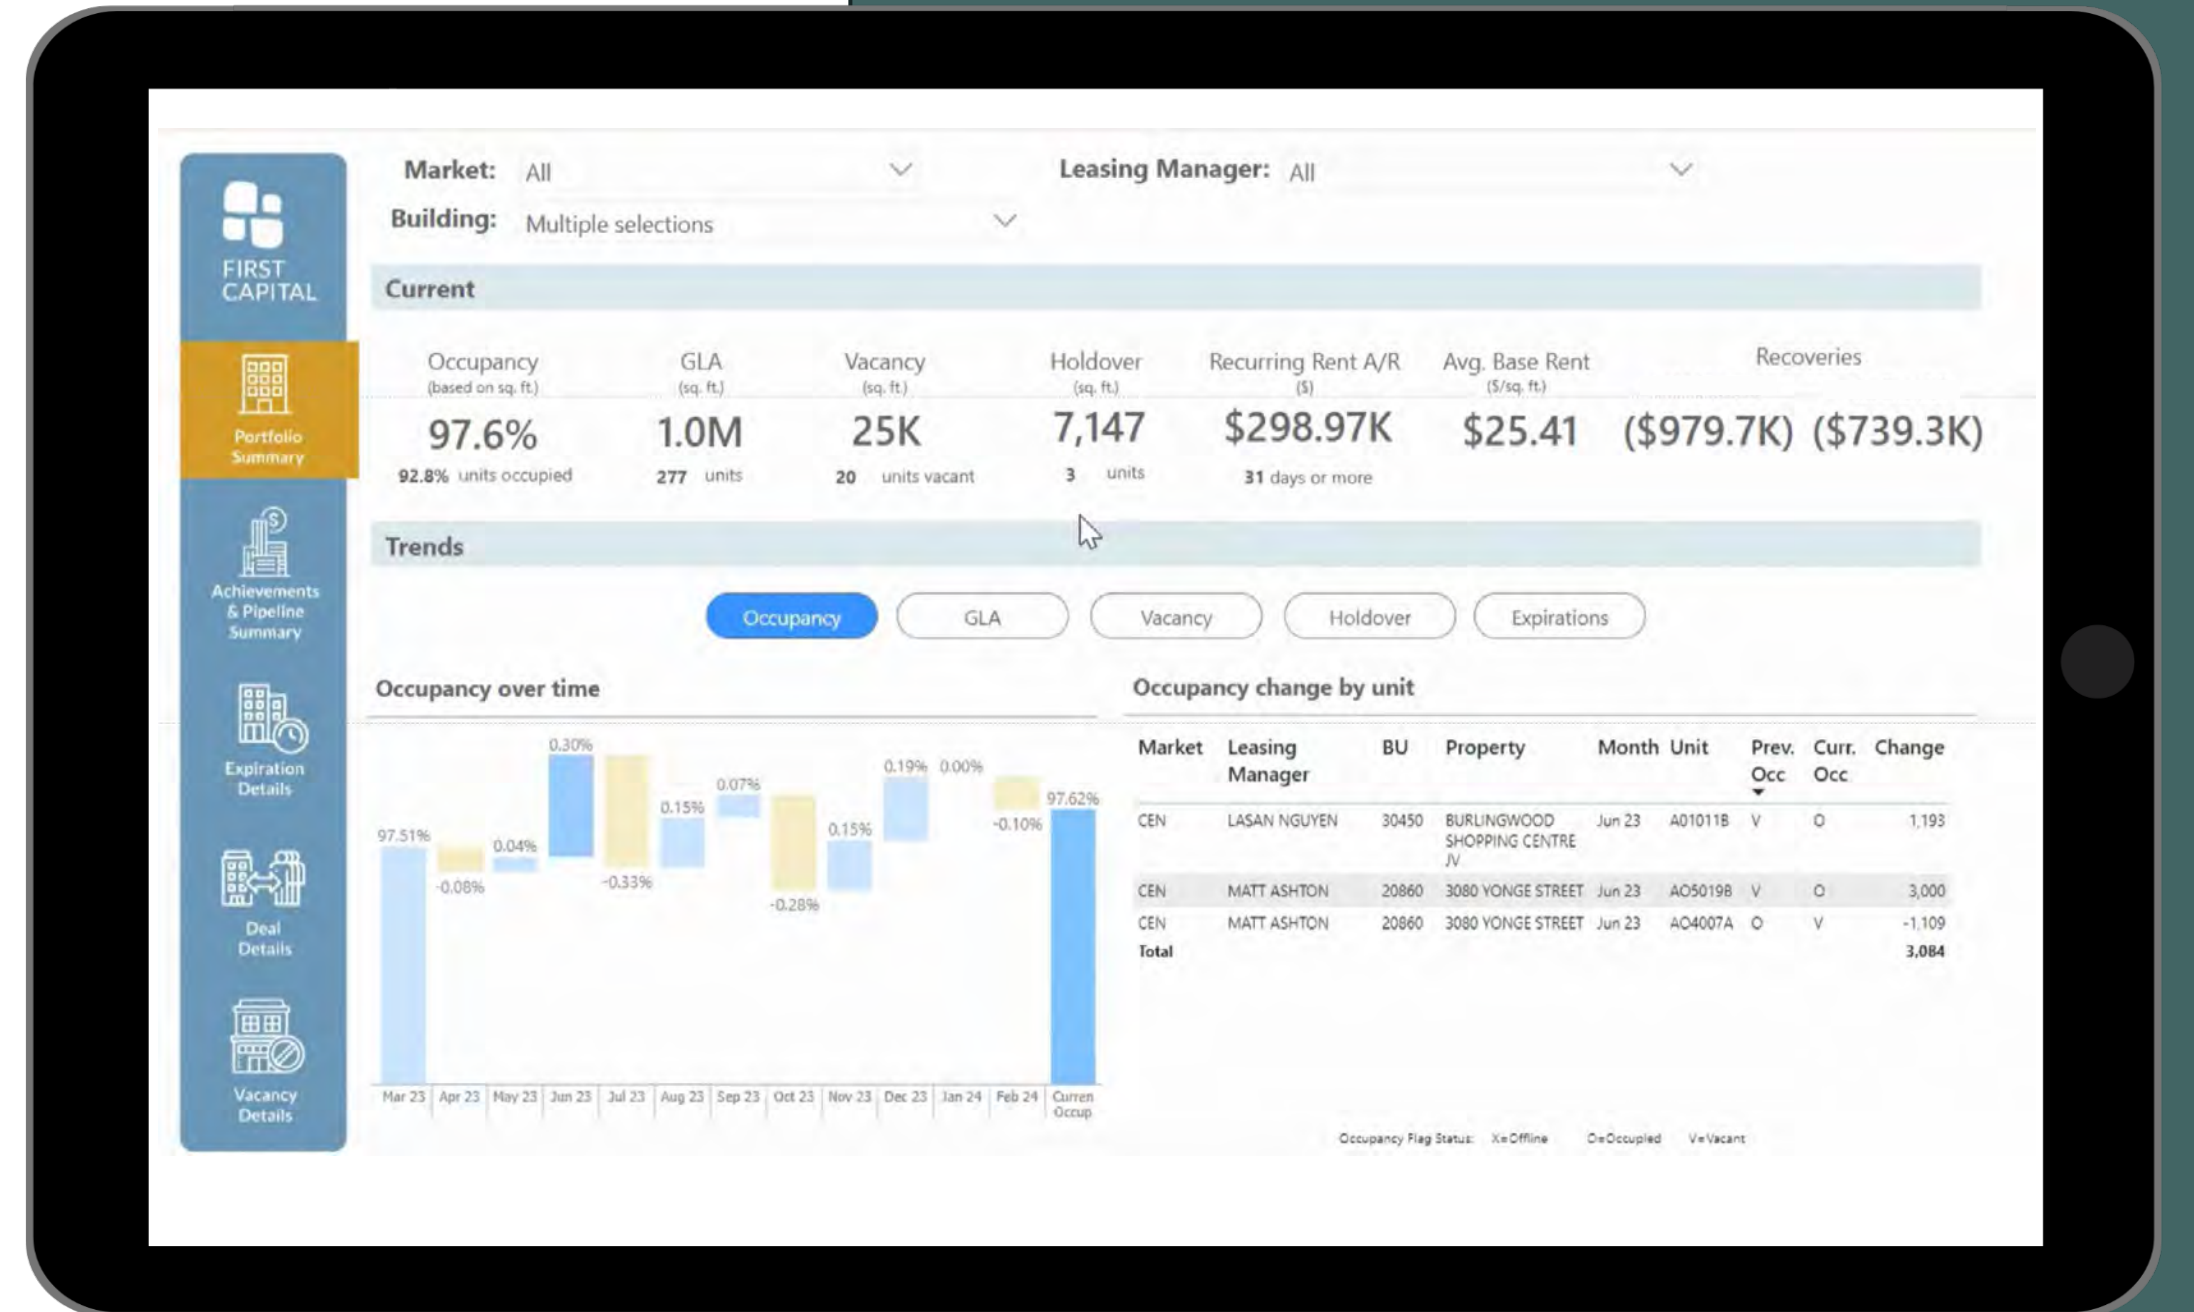 FIRST
CAPITAL
Portfolio
Summary
Achievements
& Pipeline
Summary
Expiration
Details
Deal
Details
Vacancy
Details
Market: All
Leasing Manager: All
Building: Multiple selections
Current
Occupancy
(based on sq. ft.)
97.6%
92.8% units occupied
GLA
(sq. ft.)
1.0M
277 units
Vacancy
(sq. ft.)
25K
20 units vacant
Holdover
(sq. ft.)
7,147
3 units
Recurring Rent A/R
($)
$298.97K
31 days or more
Avg. Base Rent
($/sq. ft.)
$25.41
Recoveries
($979.7K) ($739.3K)
Trends
Occupancy GLA Vacancy Holdover Expirations
Occupancy over time
97.51%
-0.08%
0.04%
0.30%
-0.33%
0.15%
0.07%
-0.28%
0.15%
0.19%
0.00%
-0.10%
97.62%
Mar 23 Apr 23 May 23 Jun 23 Jul 23 Aug 23 Sep 23 Oct 23 Nov 23 Dec 23 Jan 24 Feb 24 Curren
Occup
Occupancy change by unit
Market Leasing BU Property Month Unit Prev. Curr. Change
Manager Occ Occ
CEN LASAN NGUYEN 30450 BURLINGWOOD Jun 23 A01011B V O 1,193
SHOPPING CENTRE
JV
CEN MATT ASHTON 20860 3080 YONGE STREET Jun 23 AO5019B V O 3,000
CEN MATT ASHTON 20860 3080 YONGE STREET Jun 23 AO4007A O V -1,109
Total 3,084
Occupancy Flag Status: X=Offline O=Occupied V=Vacant